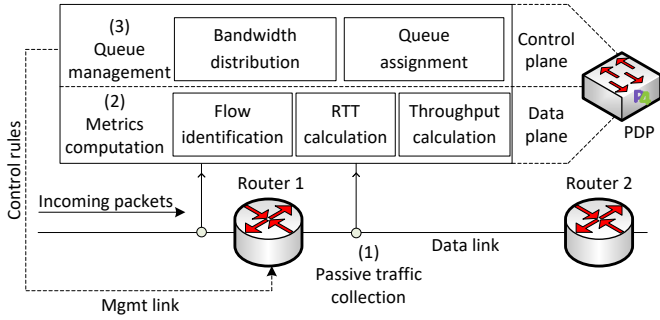 (3)
Queue
management
Bandwidth
distribution
Queue
assignment
Control
plane
(2)
Metrics
computation
Flow
identification
RTT
calculation
Throughput
calculation
Data
plane
P4
PDP
Control rules
Incoming packets
Router 1
Router 2
(1)
Passive traffic
collection
Data link
Mgmt link